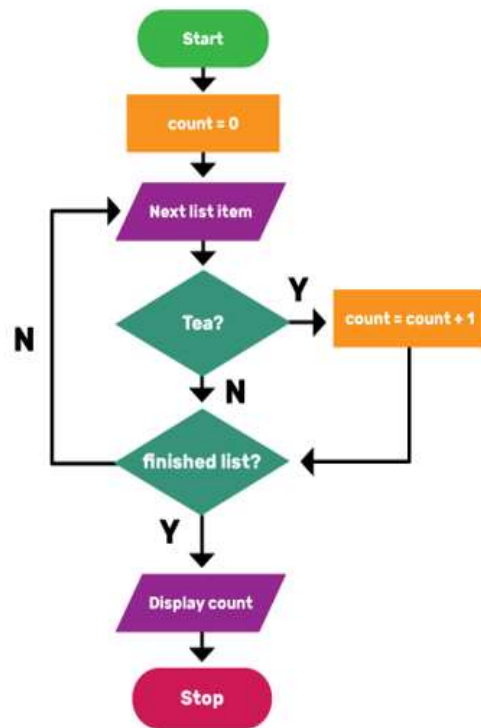 Start
count = 0
Next list item
Tea?
Y
count = count + 1
N
N
finished list?
Y
Display count
Stop